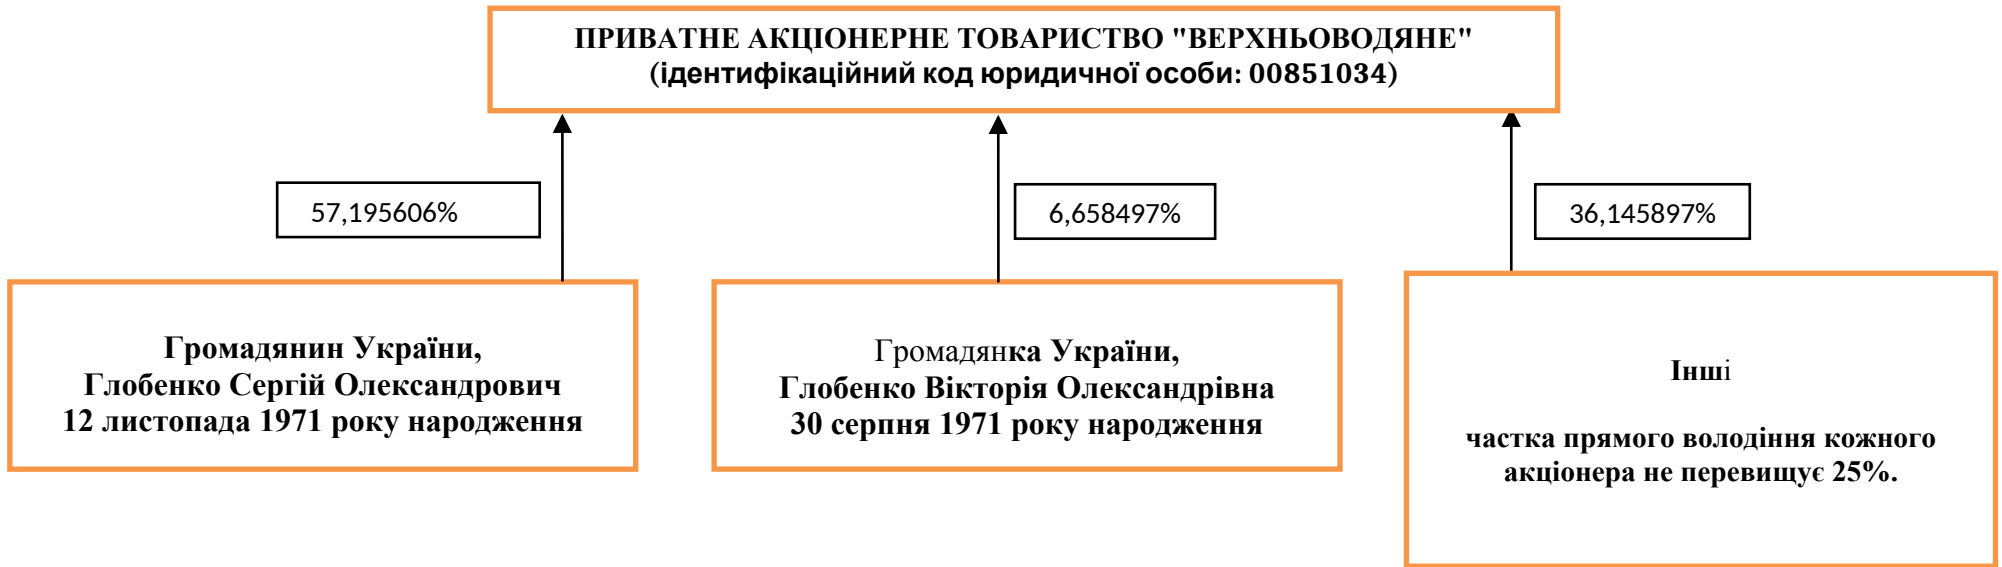 ПРИВАТНЕ АКЦІОНЕРНЕ ТОВАРИСТВО "ВЕРХНЬОВОДЯНЕ"
(ідентифікаційний код юридичної особи: 00851034)
57,195606%
6,658497%
36,145897%
Громадянин України,
Глобенко Сергій Олександрович
12 листопада 1971 року народження
Громадянка України,
Глобенко Вікторія Олександрівна
30 серпня 1971 року народження
Інші
частка прямого володіння кожного
акціонера не перевищує 25%.